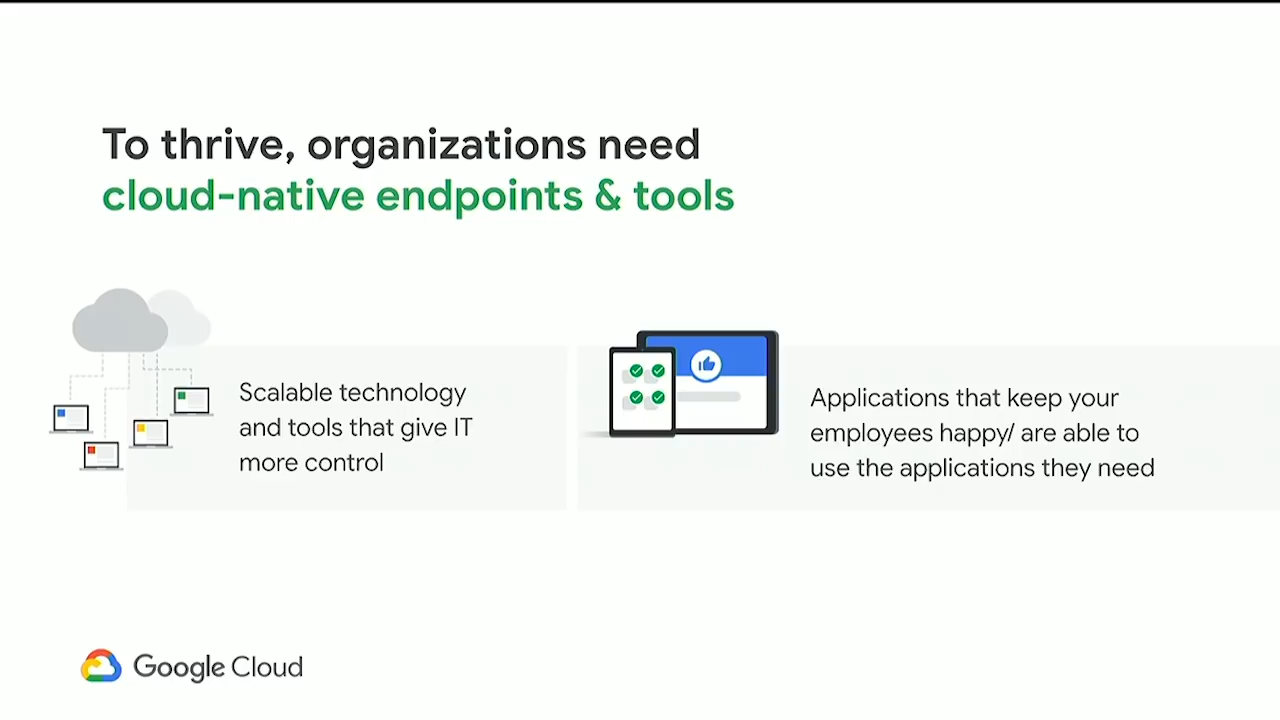 To thrive, organizations need
cloud-native endpoints & tools
Scalable technology
and tools that give IT
more control
Applications that keep your
employees happy/ are able to
use the applications they need
Google Cloud